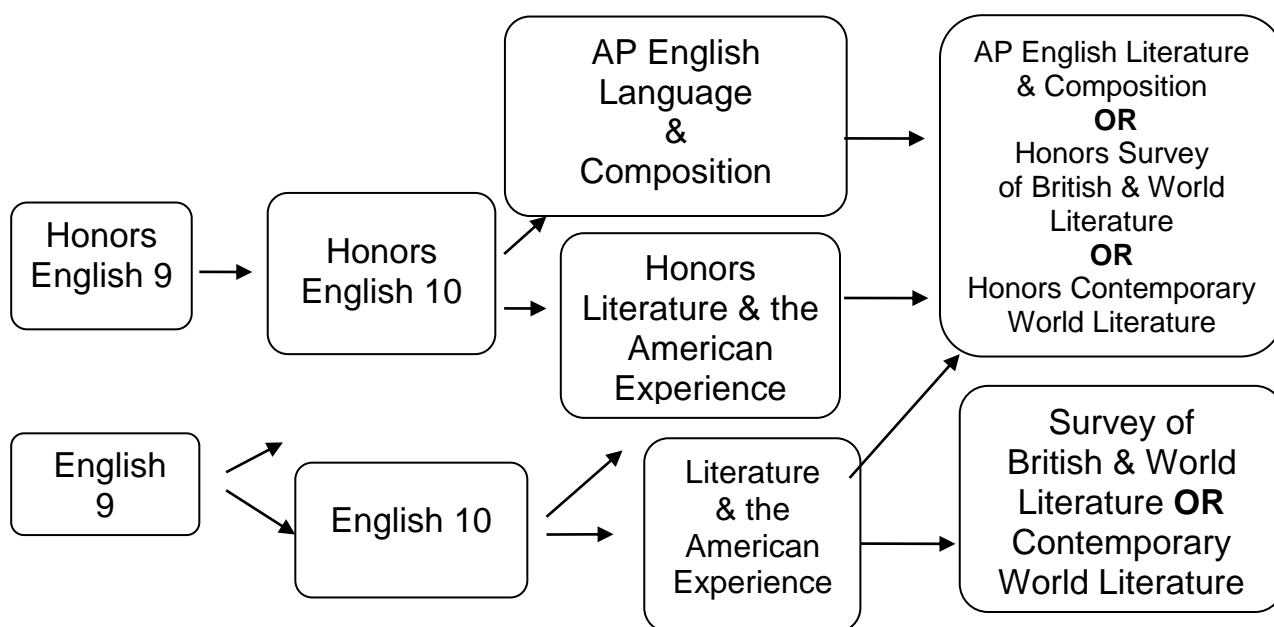 Honors
English 9
Honors
English 10
AP English
Language
&
Composition
Honors
Literature & the
American
Experience
AP English Literature
& Composition
OR
Honors Survey
of British & World
Literature
OR
Honors Contemporary
World Literature
English
9
English 10
Literature
& the
American
Experience
Survey of
British & World
Literature OR
Contemporary
World Literature